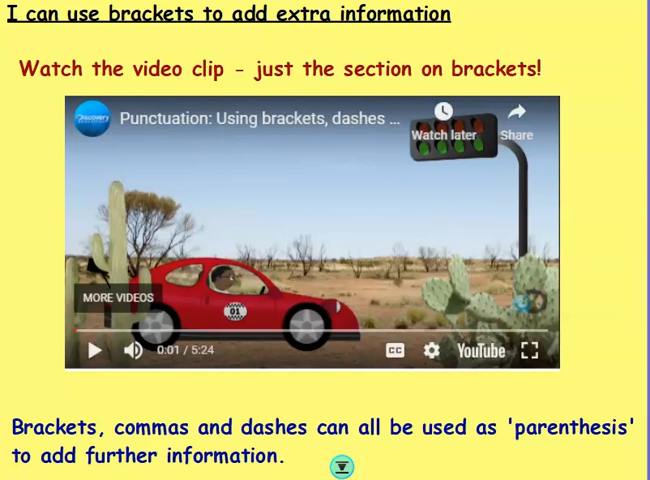 I can use brackets to add extra information
Watch the video clip - just the section on brackets!
Discovery
Punctuation: Using brackets, dashes ...
Watch later
Share
MORE VIDEOS
01
0:01 / 5:24
CC
YouTube
Brackets, commas and dashes can all be used as 'parenthesis'
to add further information.